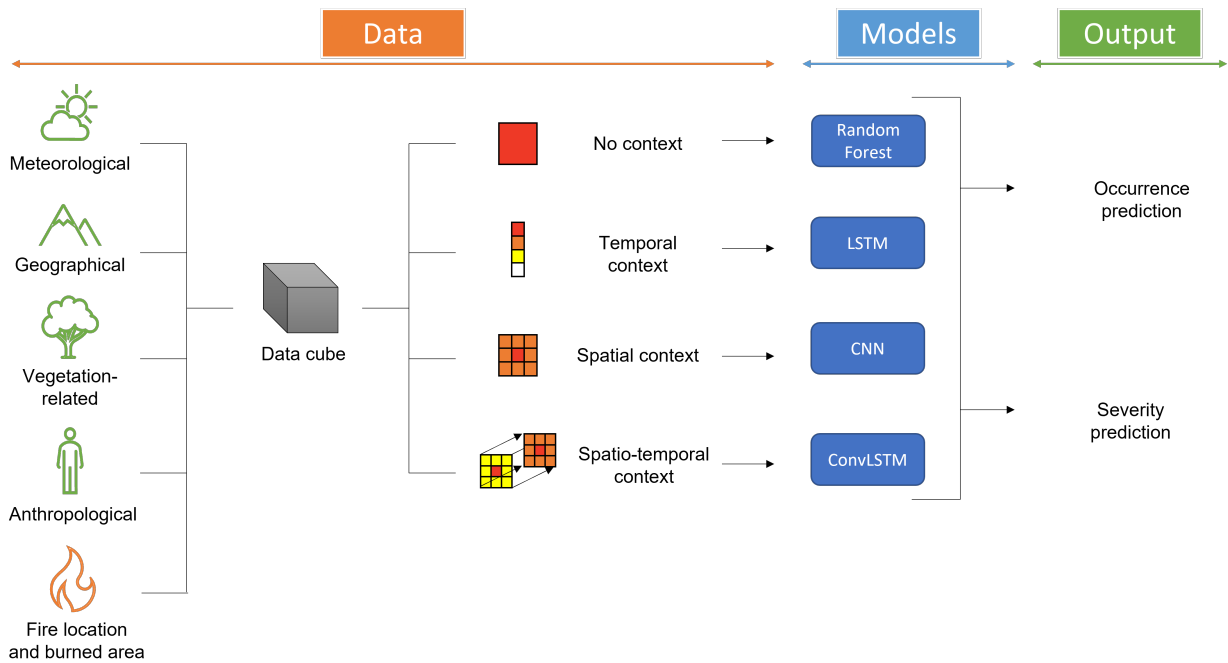 Data
Models
Output
Meteorological
Geographical
Vegetation-
related
Anthropological
Fire location
and burned area
Data cube
No context
Temporal
context
Spatial context
Spatio-temporal
context
Random
Forest
LSTM
CNN
ConvLSTM
Occurrence
prediction
Severity
prediction